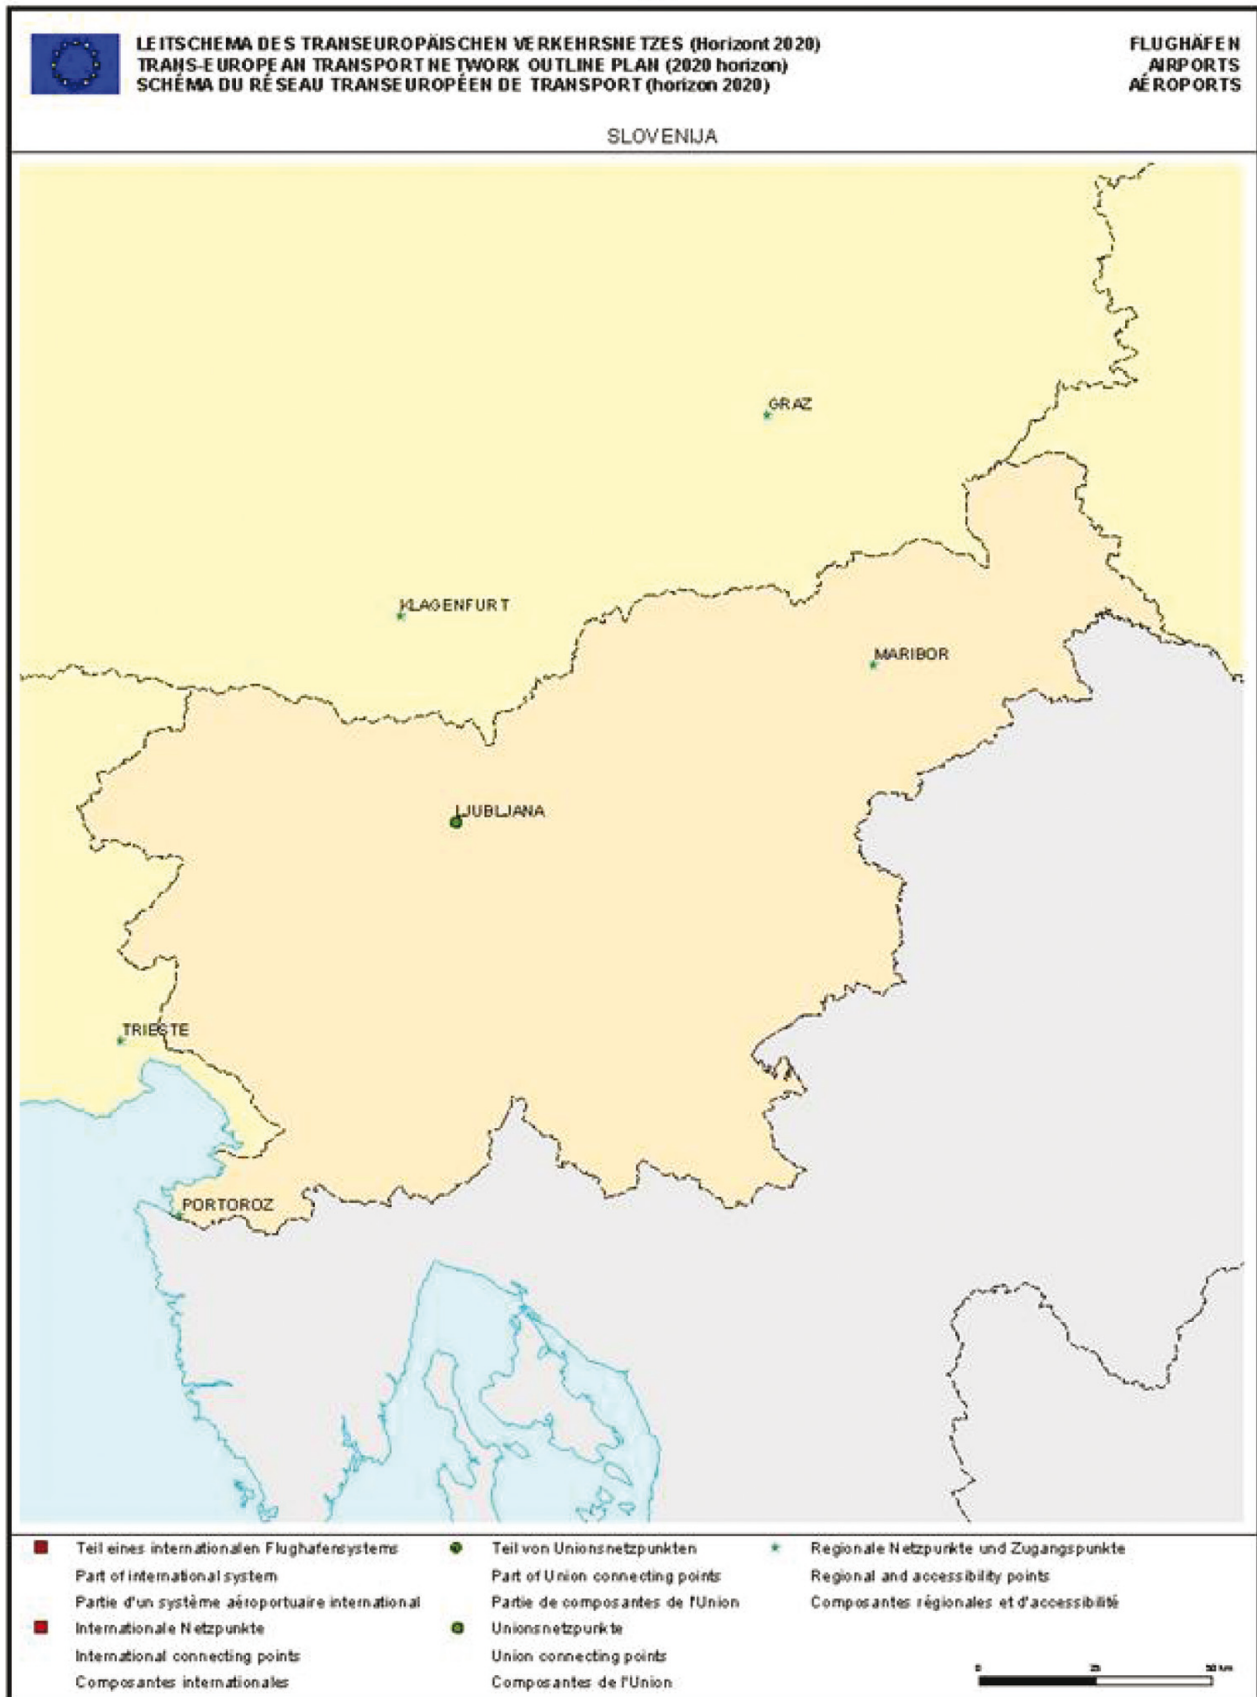 LEITSCHEMA DES TRANSEUROPÄISCHEN VERKEHRSNETZES (Horizont 2020)
TRANS-EUROPEAN TRANSPORT NETWORK OUTLINE PLAN (2020 horizon)
SCHÉMA DU RÉSEAU TRANSEUROPÉEN DE TRANSPORT (horizon 2020)
FLUGHÄFEN
AIRPORTS
AÉROPORTS
SLOVENIJA
GRAZ
KLAGENFURT
MARIBOR
LJUBLJANA
TRIESTE
PORTOROZ
Teil eines internationalen Flughafensystems
Part of international system
Partie d'un système aéroportuaire international
Internationale Netzpunkte
International connecting points
Composantes internationales
Teil von Unionsnetzpunkten
Part of Union connecting points
Partie de composantes de l'Union
Unionsnetzpunkte
Union connecting points
Composantes de l'Union
Regionale Netzpunkte und Zugangspunkte
Regional and accessibility points
Composantes régionales et d'accessibilité
0 25 50 km